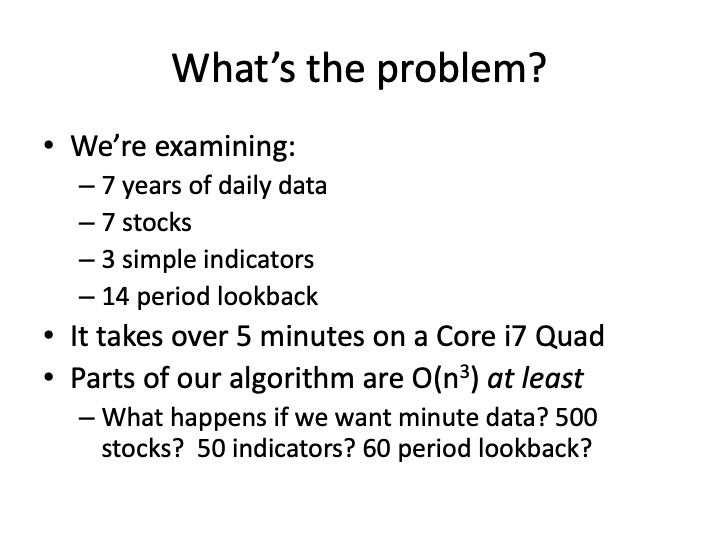 What’s the problem?
• We’re examining:
– 7 years of daily data
– 7 stocks
– 3 simple indicators
– 14 period lookback
• It takes over 5 minutes on a Core i7 Quad
• Parts of our algorithm are O(n³) at least
– What happens if we want minute data? 500
stocks?  50 indicators? 60 period lookback?